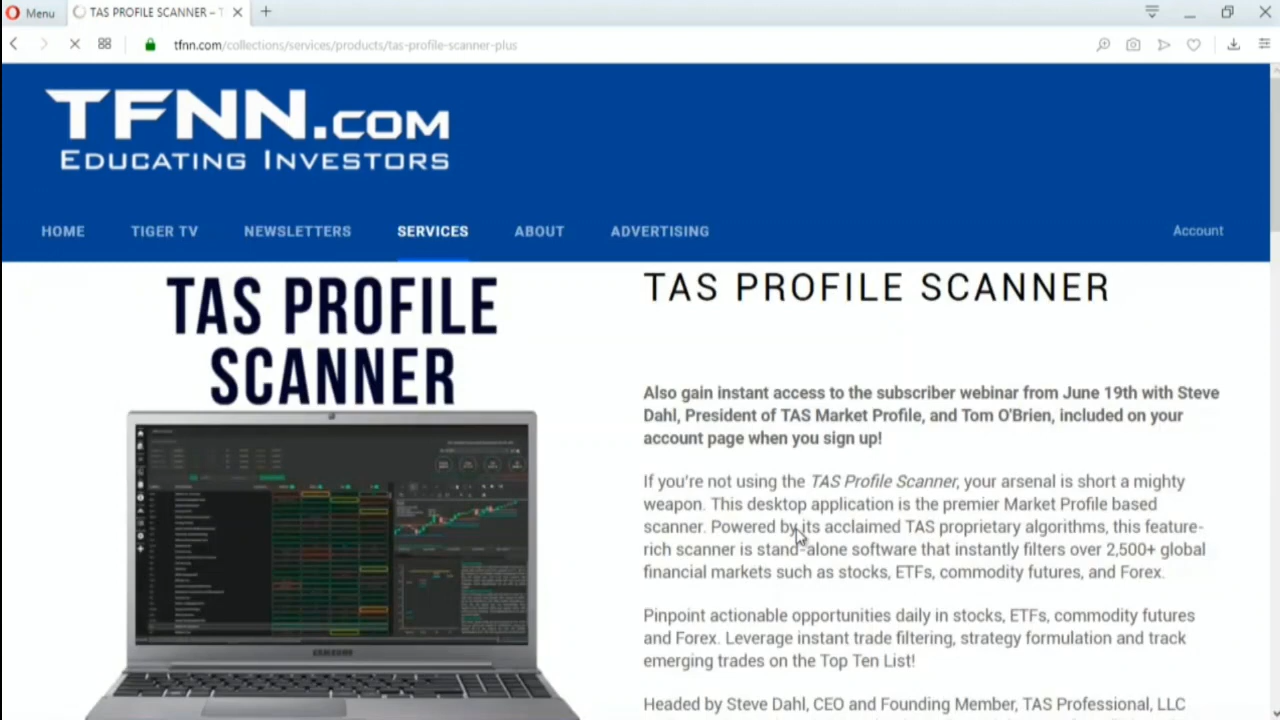 Menu
TAS PROFILE SCANNER – T
tfnn.com/collections/services/products/tas-profile-scanner-plus
TFNN.COM
EDUCATING INVESTORS
HOME
TIGER TV
NEWSLETTERS
SERVICES
ABOUT
ADVERTISING
Account
TAS PROFILE
SCANNER
SAMSUNG
TAS PROFILE SCANNER
Also gain instant access to the subscriber webinar from June 19th with Steve
Dahl, President of TAS Market Profile, and Tom O'Brien, included on your
account page when you sign up!
If you're not using the TAS Profile Scanner, your arsenal is short a mighty
weapon. This desktop application is the premier Market Profile based
scanner. Powered by its acclaimed TAS proprietary algorithms, this feature-
rich scanner is stand-alone software that instantly filters over 2,500+ global
financial markets such as stocks, ETFs, commodity futures, and Forex.
Pinpoint actionable opportunities daily in stocks, ETFs, commodity futures
and Forex. Leverage instant trade filtering, strategy formulation and track
emerging trades on the Top Ten List!
Headed by Steve Dahl, CEO and Founding Member, TAS Professional, LLC